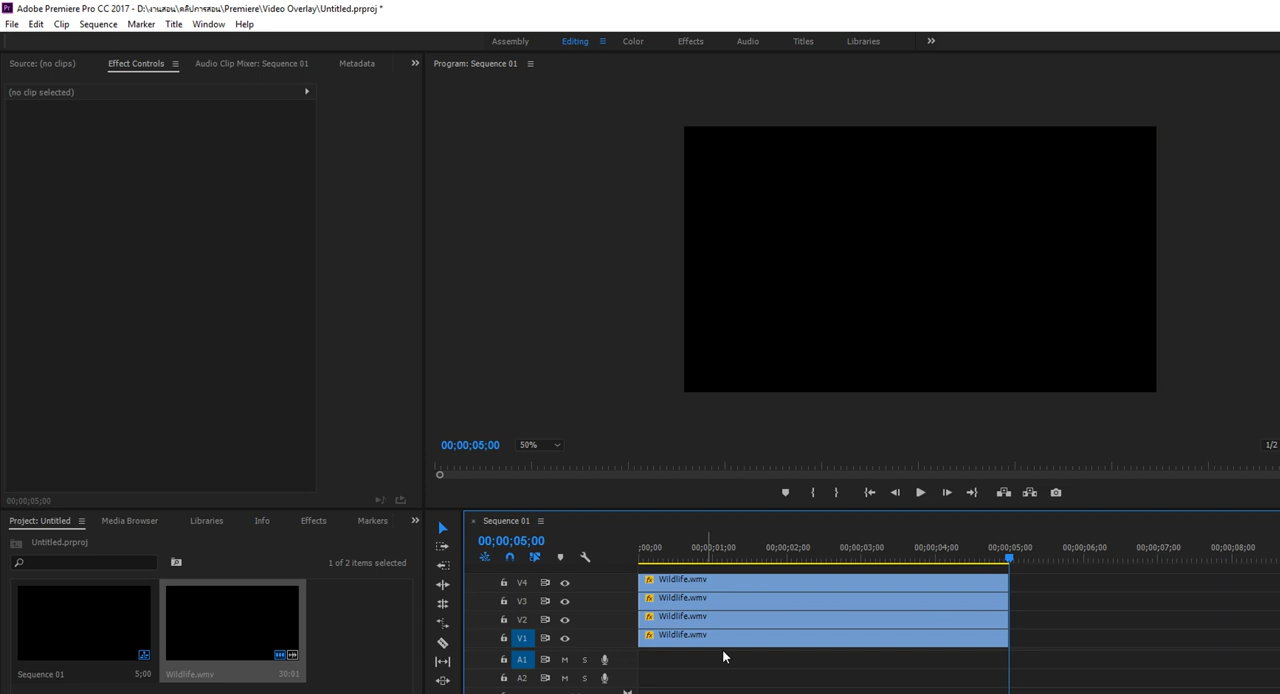 Adobe Premiere Pro CC 2017 - D:\งานสอน\คลิปการสอน\Premiere\Video Overlay\Untitled.prproj *
File Edit Clip Sequence Marker Title Window Help
Assembly Editing Color Effects Audio Titles Libraries
Source: (no clips) Effect Controls Audio Clip Mixer: Sequence 01 Metadata
Program: Sequence 01
(no clip selected)
00;00;05;00 50% 1/2
00;00;05;00
Project: Untitled Media Browser Libraries Info Effects Markers
Untitled.prproj
1 of 2 items selected
Sequence 01 5;00
Wildlife.wmv 30:01
× Sequence 01
00;00;05;00
;00;00 00;00;01;00 00;00;02;00 00;00;03;00 00;00;04;00 00;00;05;00 00;00;06;00 00;00;07;00 00;00;08;00
V4 fx Wildlife.wmv
V3 fx Wildlife.wmv
V2 fx Wildlife.wmv
V1 fx Wildlife.wmv
A1 M S
A2 M S